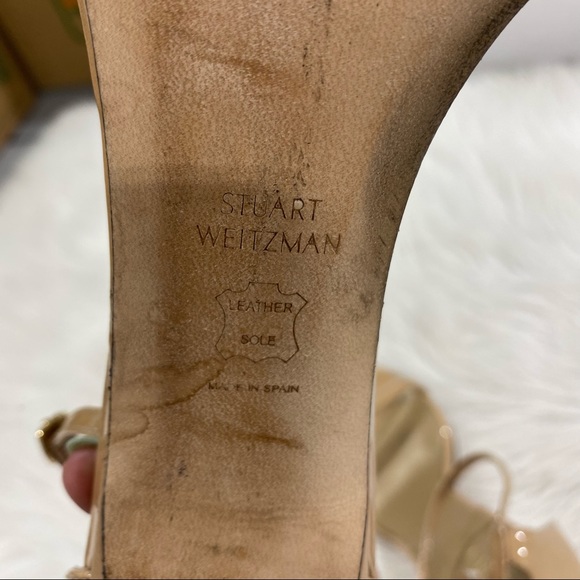 STUART
WEITZMAN
LEATHER
SOLE
MADE IN SPAIN